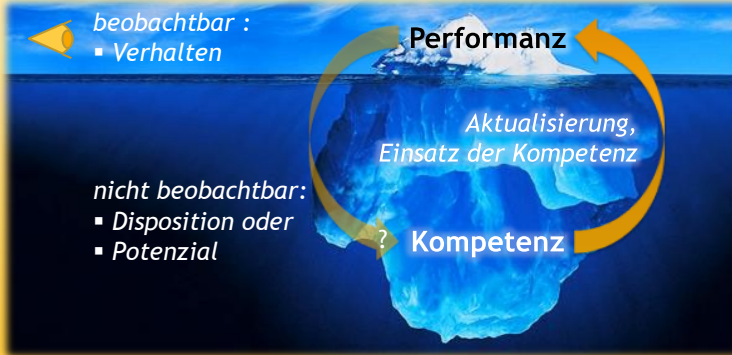 beobachtbar :
▪ Verhalten
Performanz
Aktualisierung,
Einsatz der Kompetenz
nicht beobachtbar:
▪ Disposition oder
▪ Potenzial
?
Kompetenz